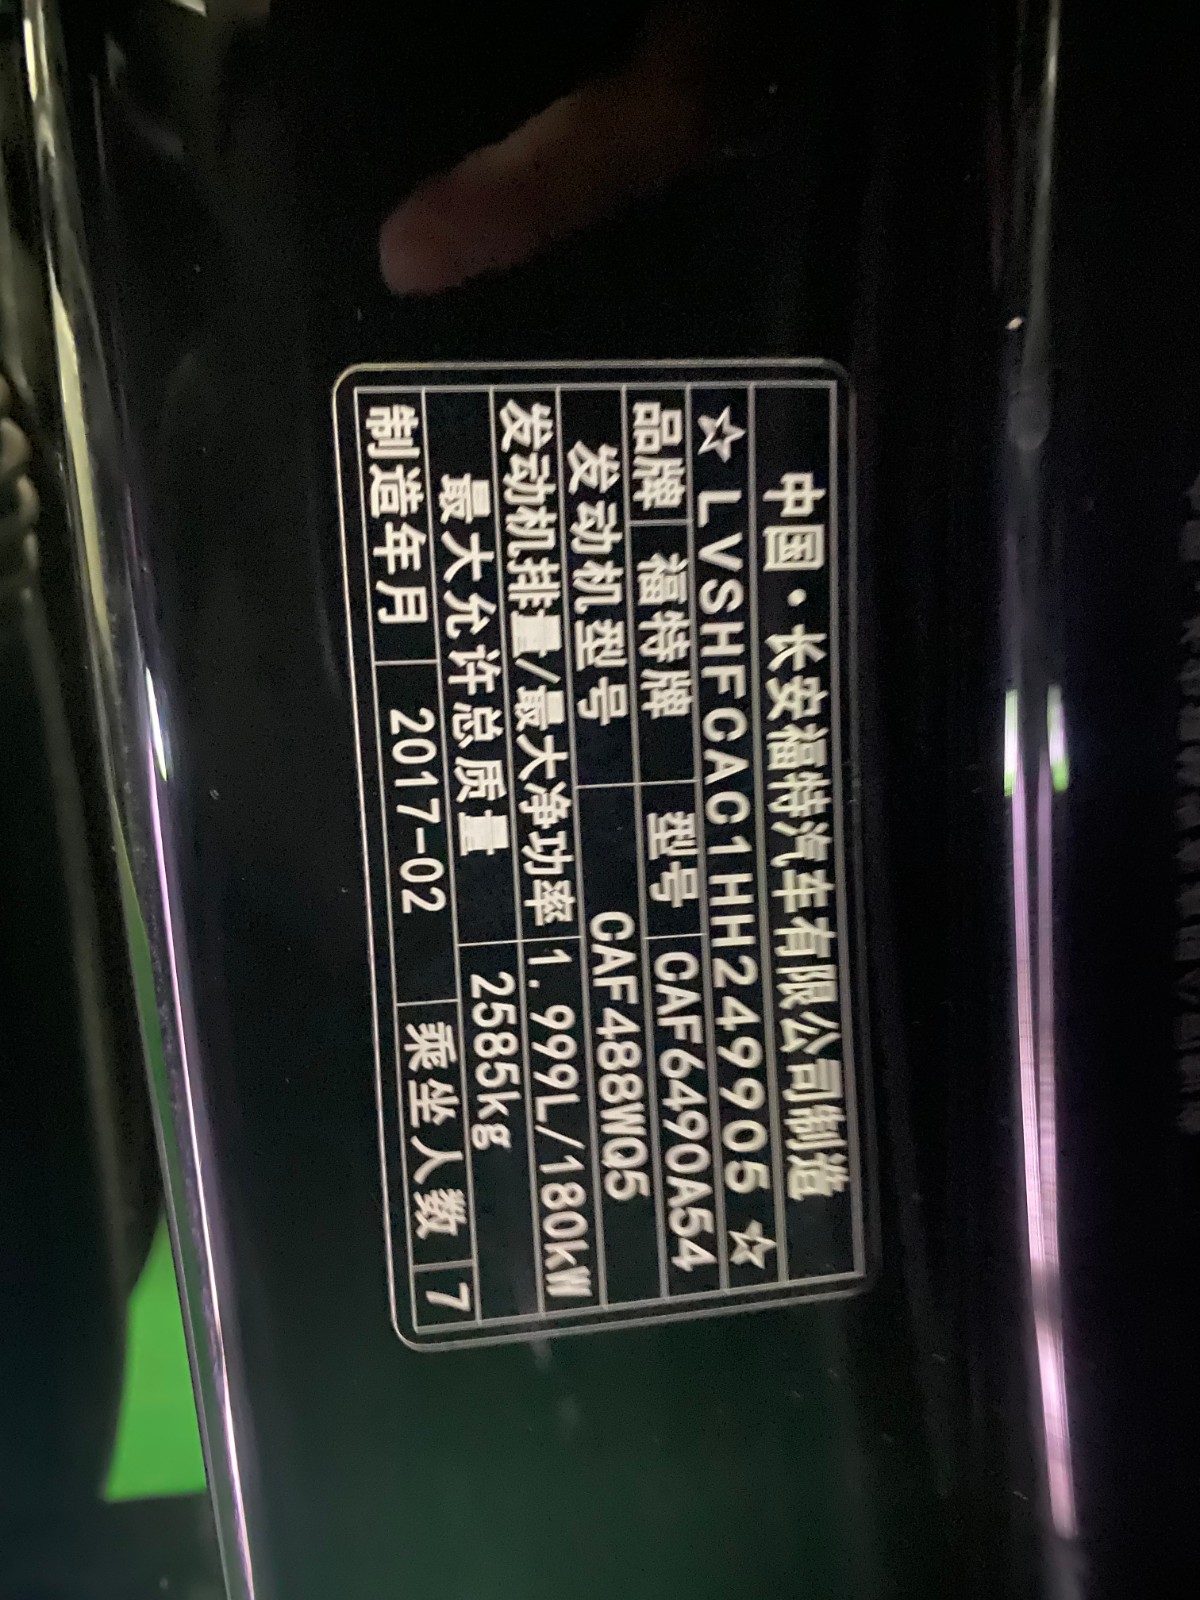 中国·长安福特汽车有限公司制造
☆LVSHFCAC1HH249905☆
品牌 福特牌 型号 CAF6490A54
发动机型号 CAF488WQ5
发动机排量/最大净功率 1.999L/180kW
最大允许总质量 2585kg
制造年月 2017-02 乘坐人数 7